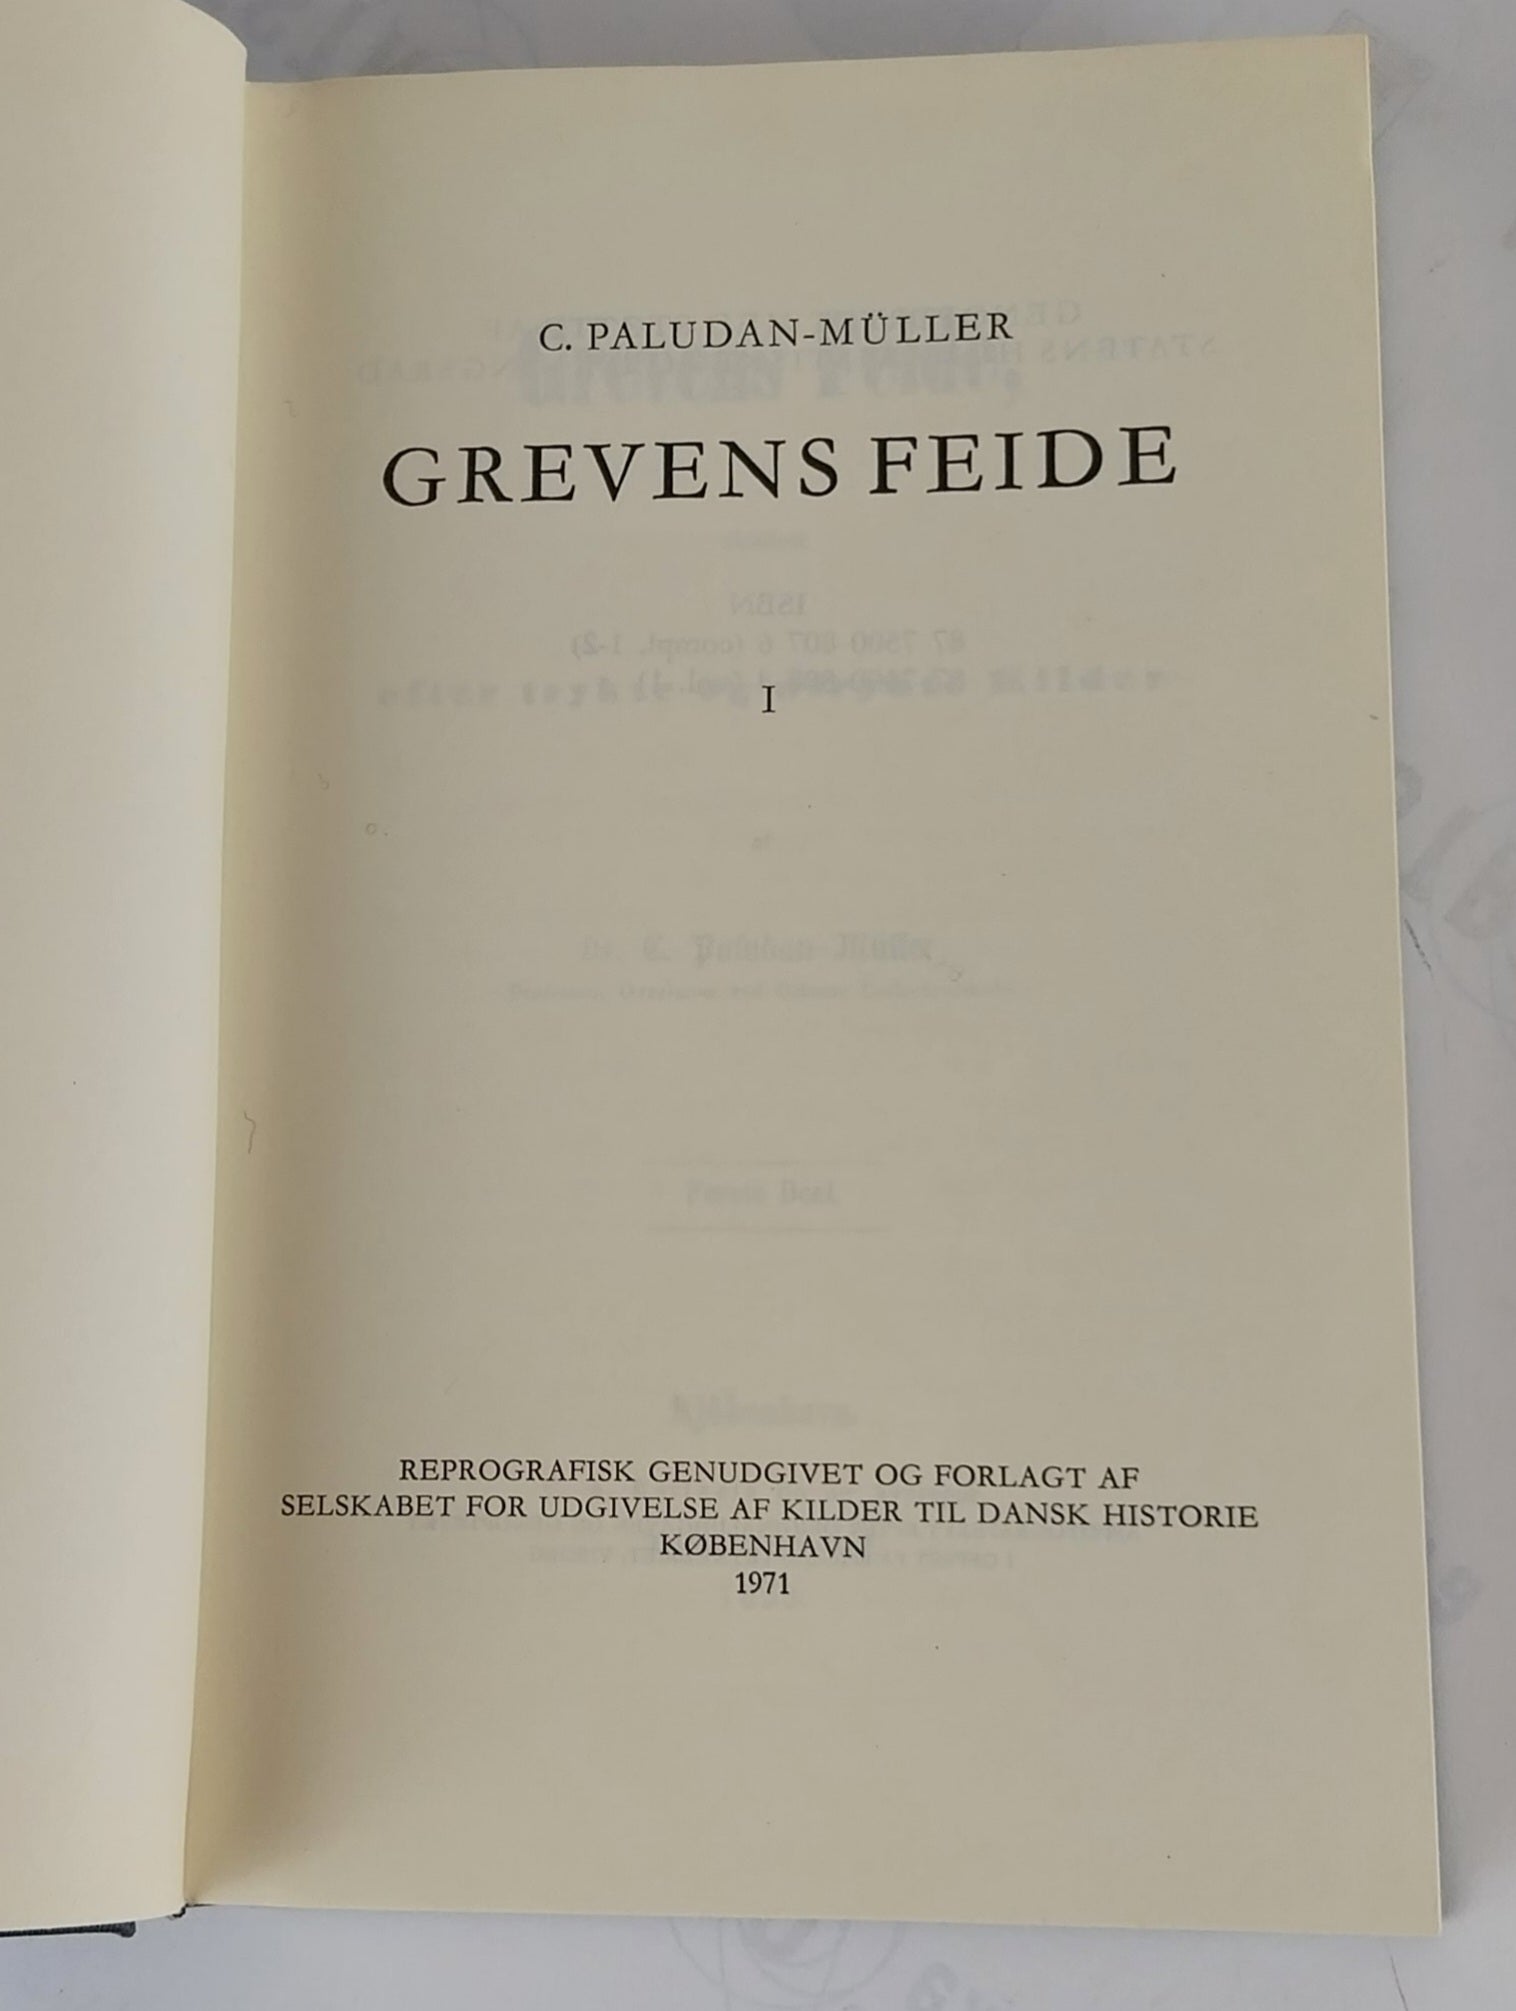 C. PALUDAN-MÜLLER
GREVENS FEIDE
I
REPROGRAFISK GENUDGIVET OG FORLAGT AF
SELSKABET FOR UDGIVELSE AF KILDER TIL DANSK HISTORIE
KØBENHAVN
1971